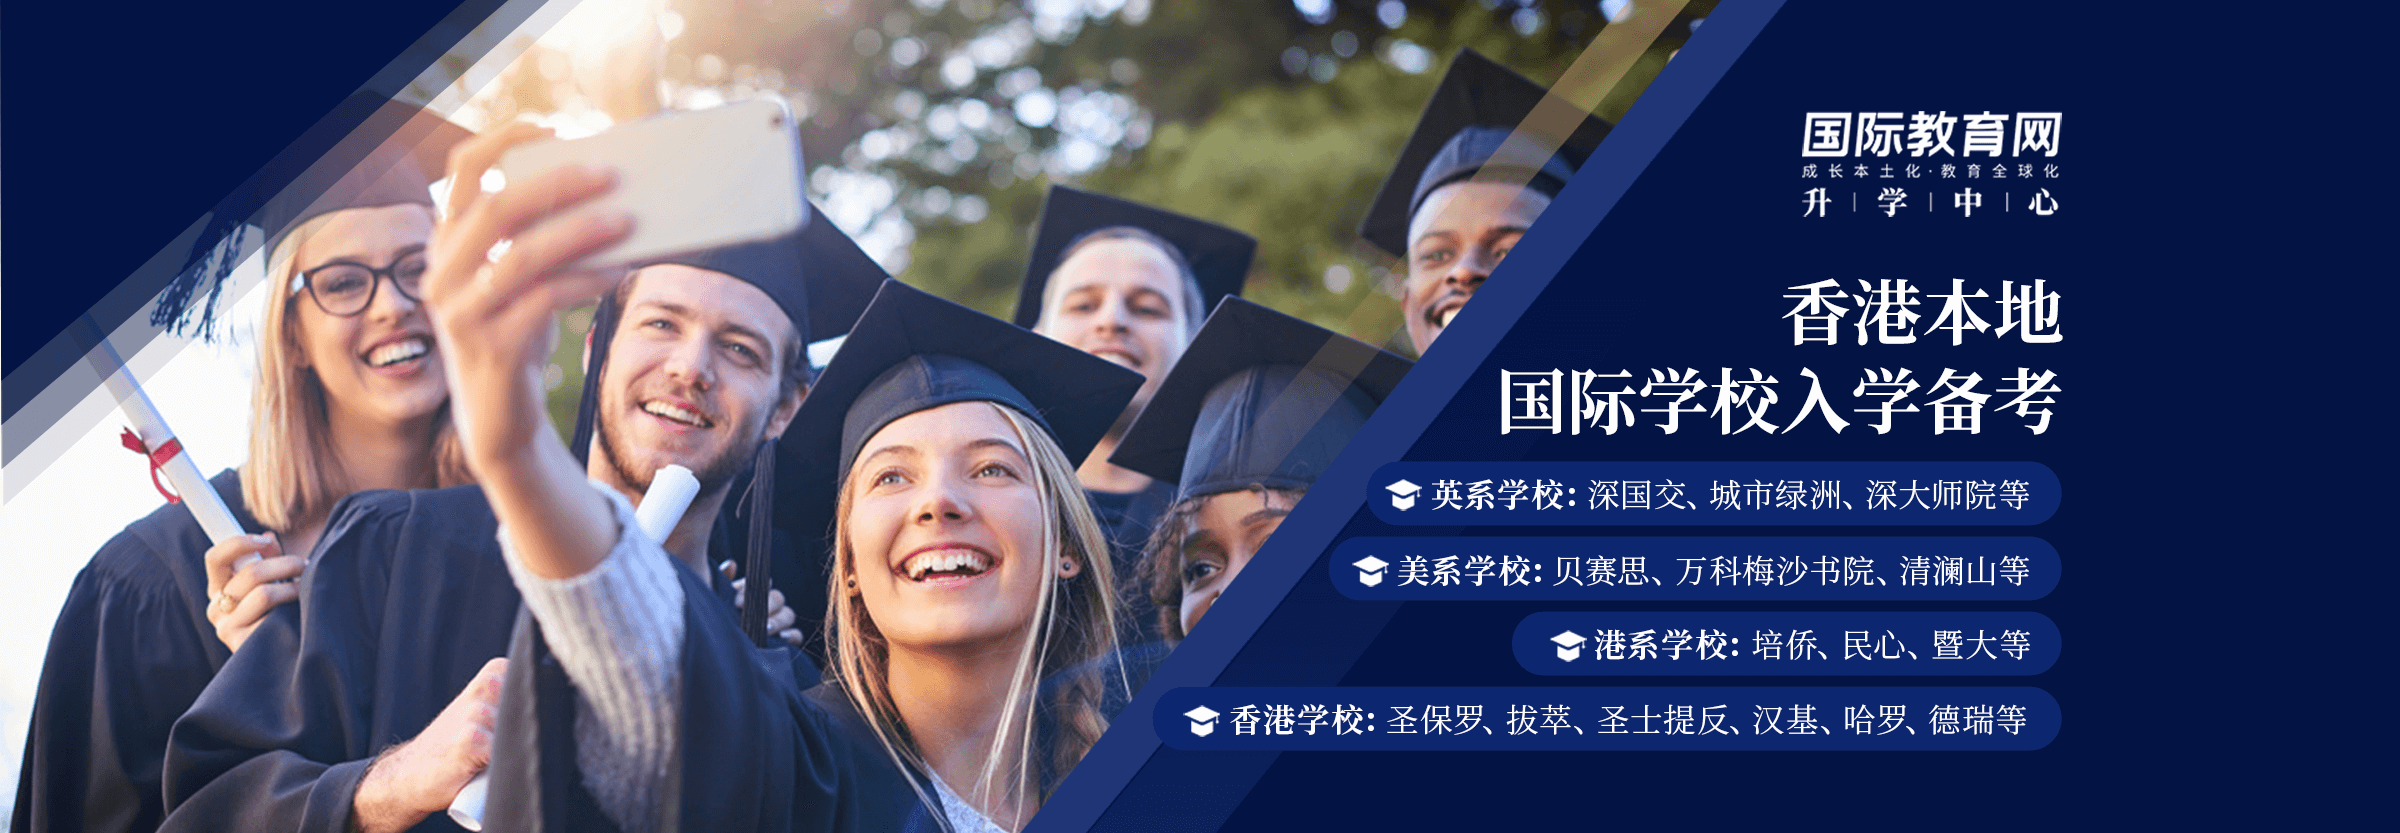 国际教育网
成长本土化·教育全球化
升|学|中|心
香港本地
国际学校入学备考
英系学校：深国交、城市绿洲、深大师院等
美系学校：贝赛思、万科梅沙书院、清澜山等
港系学校：培侨、民心、暨大等
香港学校：圣保罗、拔萃、圣士提反、汉基、哈罗、德瑞等